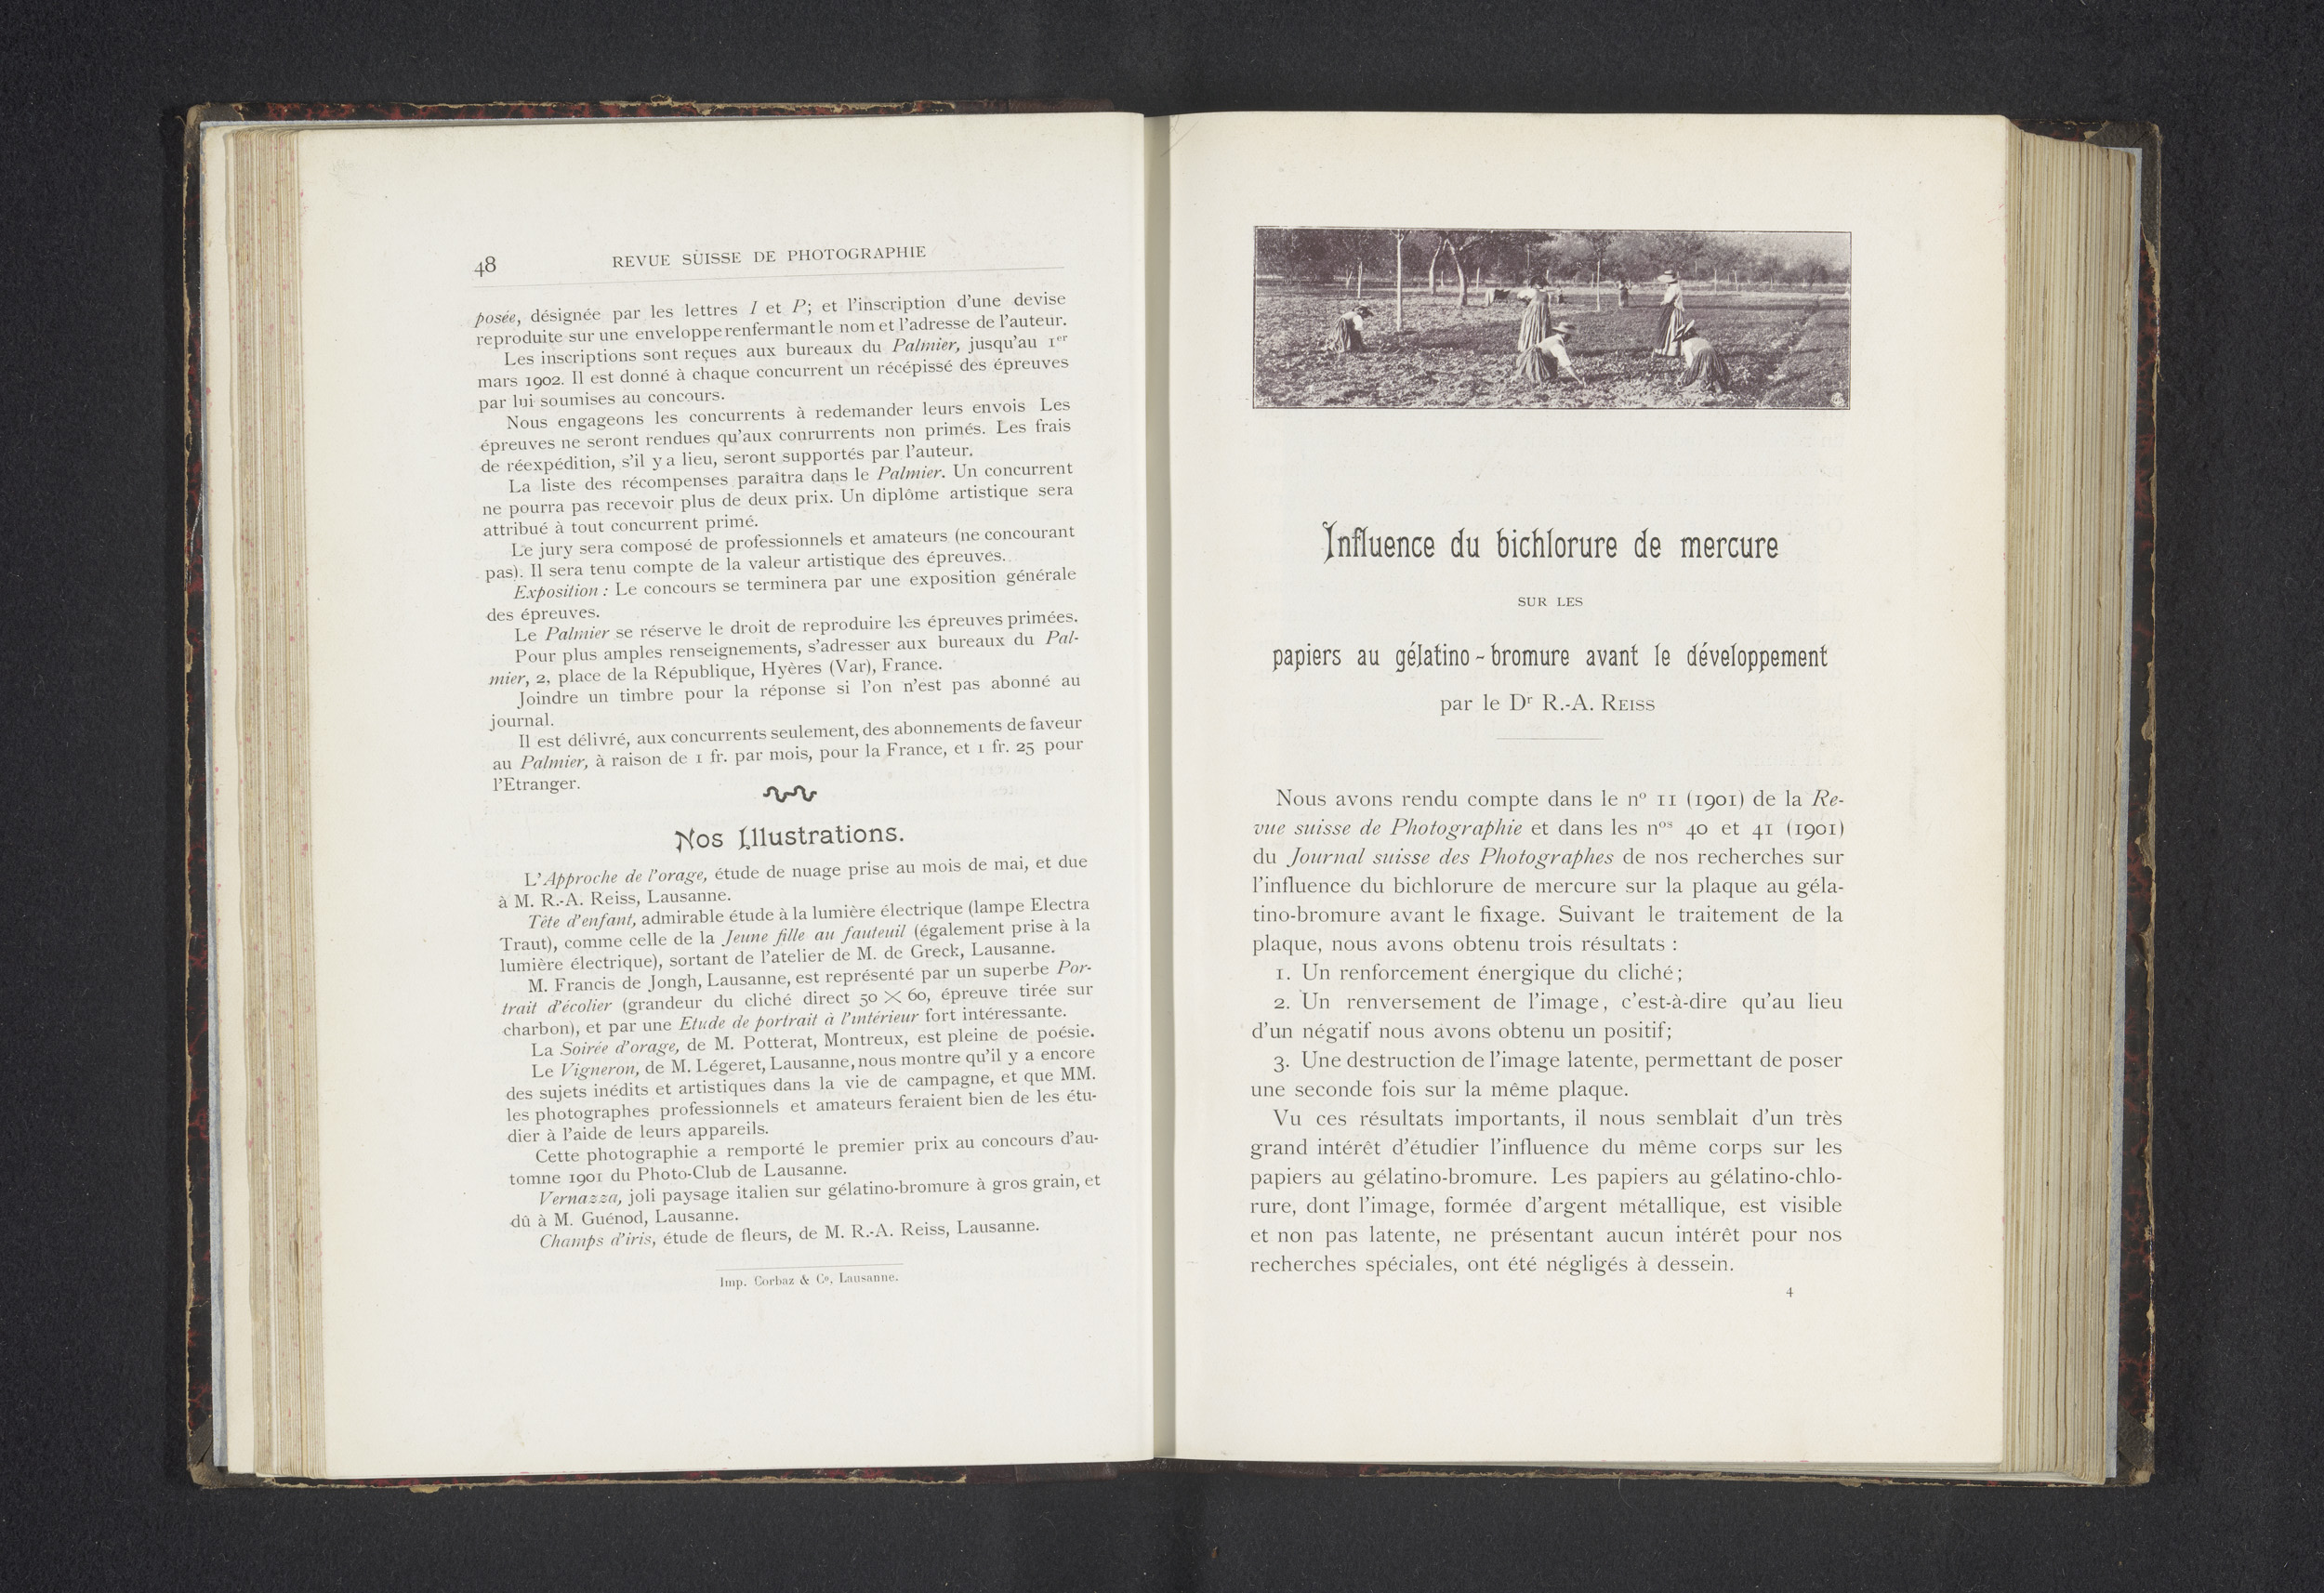 48
REVUE SUISSE DE PHOTOGRAPHIE
posée, désignée par les lettres I et P; et l'inscription d'une devise
reproduite sur une enveloppe renfermant le nom et l'adresse de l'auteur.
Les inscriptions sont reçues aux bureaux du Palmier, jusqu'au 1er
mars 1902. Il est donné à chaque concurrent un récépissé des épreuves
par lui soumises au concours.
Nous engageons les concurrents à redemander leurs envois Les
épreuves ne seront rendues qu'aux conrurrents non primés. Les frais
de réexpédition, s'il y a lieu, seront supportés par l'auteur.
La liste des récompenses paraîtra dans le Palmier. Un concurrent
ne pourra pas recevoir plus de deux prix. Un diplôme artistique sera
attribué à tout concurrent primé.
Le jury sera composé de professionnels et amateurs (ne concourant
pas). Il sera tenu compte de la valeur artistique des épreuves.
Exposition : Le concours se terminera par une exposition générale
des épreuves.
Le Palmier se réserve le droit de reproduire les épreuves primées.
Pour plus amples renseignements, s'adresser aux bureaux du Pal-
mier, 2, place de la République, Hyères (Var), France.
Joindre un timbre pour la réponse si l'on n'est pas abonné au
journal.
Il est délivré, aux concurrents seulement, des abonnements de faveur
au Palmier, à raison de 1 fr. par mois, pour la France, et 1 fr. 25 pour
l'Etranger.
Nos Illustrations.
L'Approche de l'orage, étude de nuage prise au mois de mai, et due
à M. R.-A. Reiss, Lausanne.
Tête d'enfant, admirable étude à la lumière électrique (lampe Electra
Traut), comme celle de la Jeune fille au fauteuil (également prise à la
lumière électrique), sortant de l'atelier de M. de Greck, Lausanne.
M. Francis de Jongh, Lausanne, est représenté par un superbe Por-
trait d'écolier (grandeur du cliché direct 50 × 60, épreuve tirée sur
charbon), et par une Etude de portrait à l'intérieur fort intéressante.
La Soirée d'orage, de M. Potterat, Montreux, est pleine de poésie.
Le Vigneron, de M. Légeret, Lausanne, nous montre qu'il y a encore
des sujets inédits et artistiques dans la vie de campagne, et que MM.
les photographes professionnels et amateurs feraient bien de les étu-
dier à l'aide de leurs appareils.
Cette photographie a remporté le premier prix au concours d'au-
tomne 1901 du Photo-Club de Lausanne.
Vernazza, joli paysage italien sur gélatino-bromure à gros grain, et
dû à M. Guénod, Lausanne.
Champs d'iris, étude de fleurs, de M. R.-A. Reiss, Lausanne.
Imp. Corbaz & Co, Lausanne.
Influence du bichlorure de mercure
SUR LES
papiers au gélatino-bromure avant le développement
par le Dr R.-A. REISS
Nous avons rendu compte dans le no 11 (1901) de la Re-
vue suisse de Photographie et dans les nos 40 et 41 (1901)
du Journal suisse des Photographes de nos recherches sur
l'influence du bichlorure de mercure sur la plaque au géla-
tino-bromure avant le fixage. Suivant le traitement de la
plaque, nous avons obtenu trois résultats :
1. Un renforcement énergique du cliché;
2. Un renversement de l'image, c'est-à-dire qu'au lieu
d'un négatif nous avons obtenu un positif;
3. Une destruction de l'image latente, permettant de poser
une seconde fois sur la même plaque.
Vu ces résultats importants, il nous semblait d'un très
grand intérêt d'étudier l'influence du même corps sur les
papiers au gélatino-bromure. Les papiers au gélatino-chlo-
rure, dont l'image, formée d'argent métallique, est visible
et non pas latente, ne présentant aucun intérêt pour nos
recherches spéciales, ont été négligés à dessein.
4